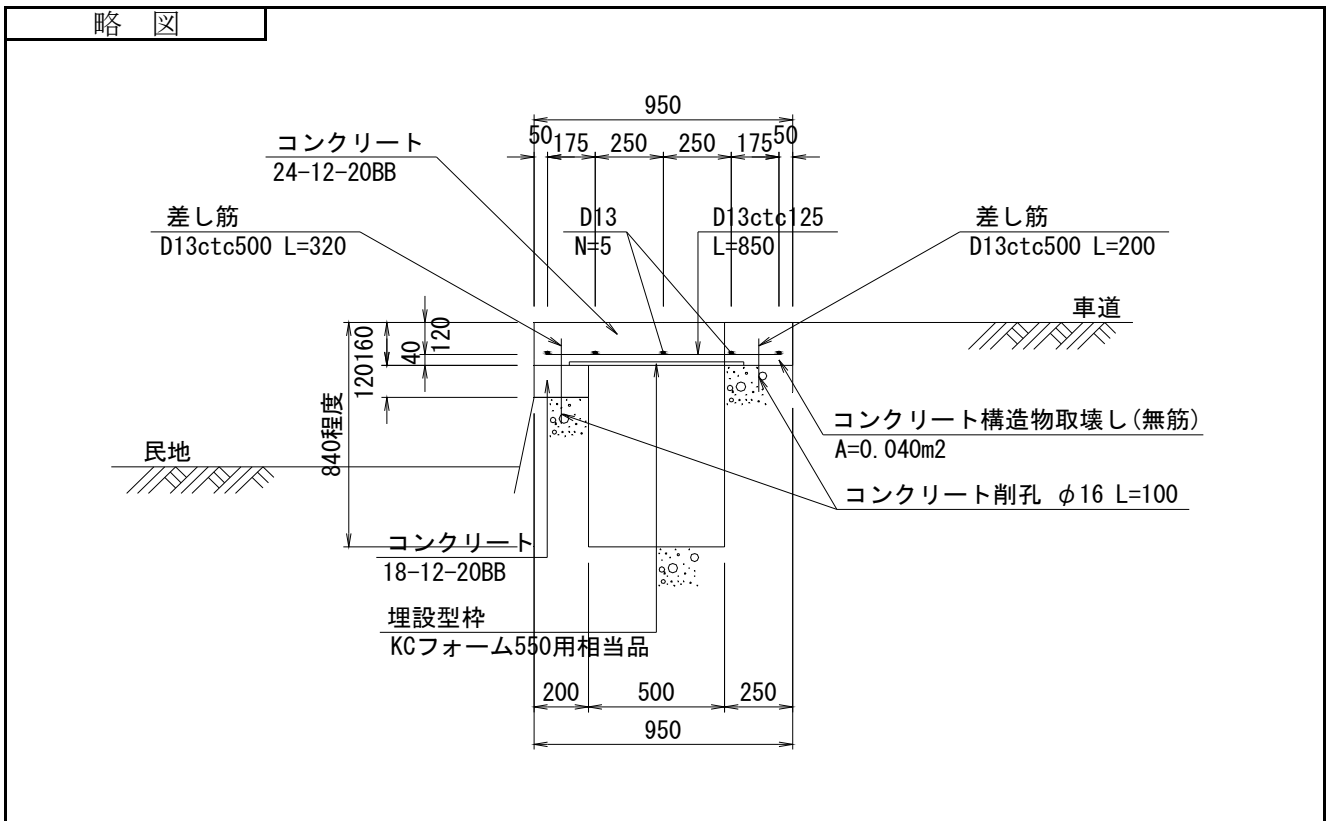 略 図
950
50 175 250 250 175 50
コンクリート
24-12-20BB
差し筋
D13ctc500 L=320
D13
N=5
D13ctc125
L=850
差し筋
D13ctc500 L=200
車道
160
120
40
120
840程度
民地
コンクリート構造物取壊し(無筋)
A=0.040m2
コンクリート削孔 φ16 L=100
コンクリート
18-12-20BB
埋設型枠
KCフォーム550用相当品
200 500 250
950